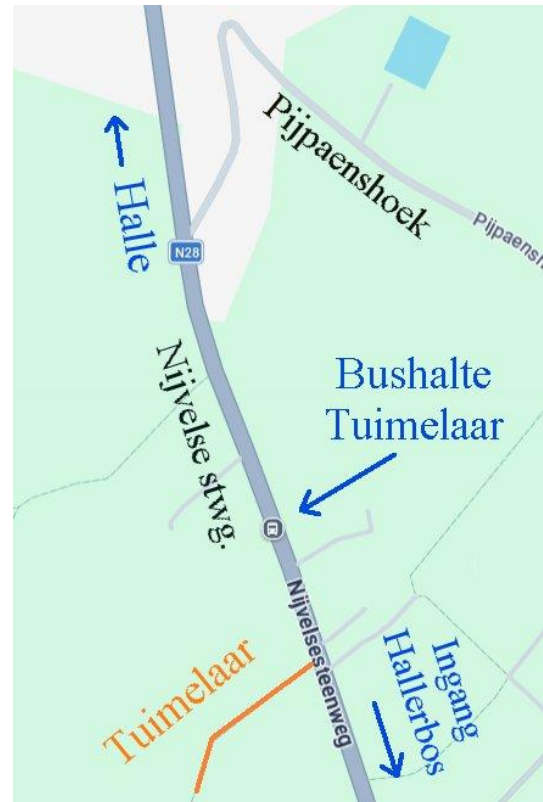 Pijpaenshoek
Pijpaensh
Halle
N28
Nijvelse stwg.
Bushalte
Tuimelaar
Nijvelsesteenweg
Tuimelaar
Ingang
Hallerbos